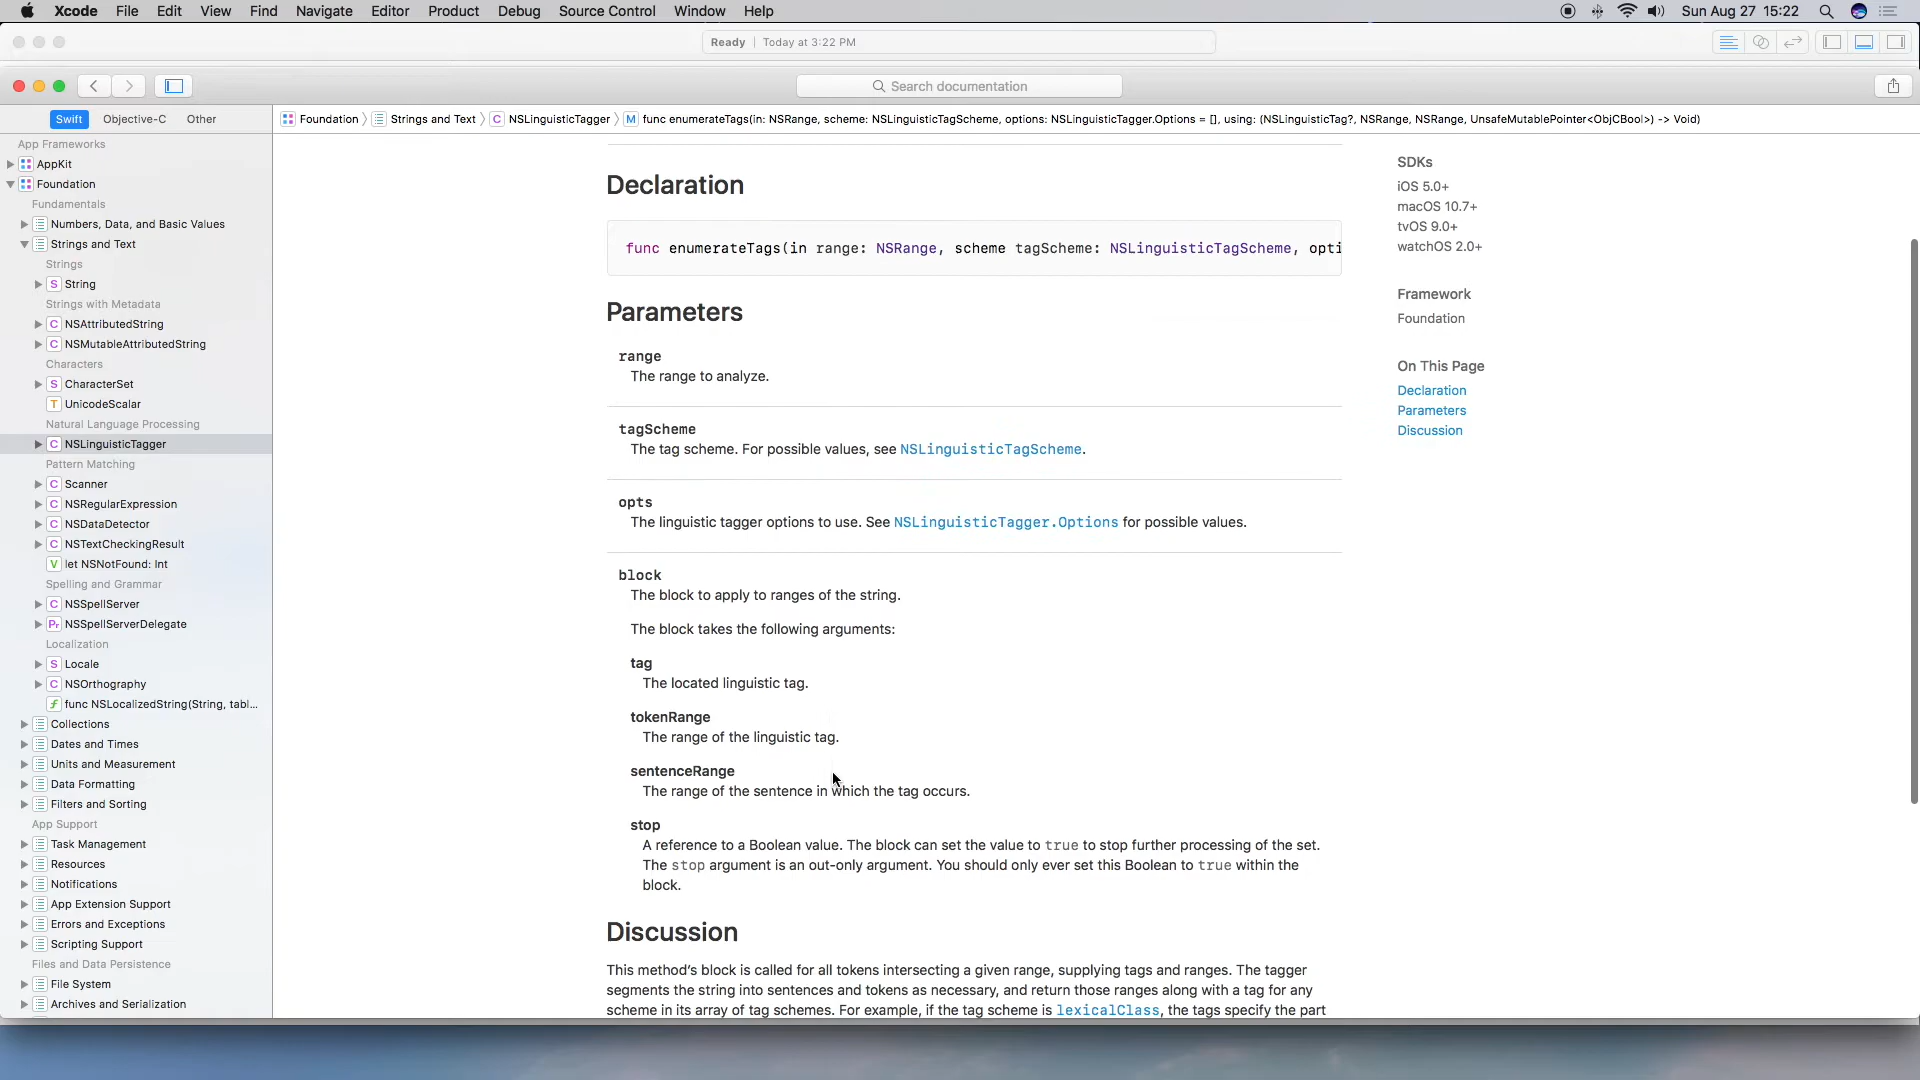 Xcode File Edit View Find Navigate Editor Product Debug Source Control Window Help Sun Aug 27 15:22
Ready Today at 3:22 PM
Search documentation
Swift Objective-C Other
Foundation Strings and Text NSLinguisticTagger M func enumerateTags(in: NSRange, scheme: NSLinguisticTagScheme, options: NSLinguisticTagger.Options = [], using: (NSLinguisticTag?, NSRange, NSRange, UnsafeMutablePointer<ObjCBool>) -> Void)
App Frameworks
AppKit
Foundation
Fundamentals
Numbers, Data, and Basic Values
Strings and Text
Strings
S String
Strings with Metadata
C NSAttributedString
C NSMutableAttributedString
Characters
S CharacterSet
T UnicodeScalar
Natural Language Processing
C NSLinguisticTagger
Pattern Matching
C Scanner
C NSRegularExpression
C NSDataDetector
C NSTextCheckingResult
V let NSNotFound: Int
Spelling and Grammar
C NSSpellServer
Pr NSSpellServerDelegate
Localization
S Locale
C NSOrthography
f func NSLocalizedString(String, tabl...
Collections
Dates and Times
Units and Measurement
Data Formatting
Filters and Sorting
App Support
Task Management
Resources
Notifications
App Extension Support
Errors and Exceptions
Scripting Support
Files and Data Persistence
File System
Archives and Serialization
Declaration
func enumerateTags(in range: NSRange, scheme tagScheme: NSLinguisticTagScheme, opti
Parameters
range
The range to analyze.
tagScheme
The tag scheme. For possible values, see NSLinguisticTagScheme.
opts
The linguistic tagger options to use. See NSLinguisticTagger.Options for possible values.
block
The block to apply to ranges of the string.
The block takes the following arguments:
tag
The located linguistic tag.
tokenRange
The range of the linguistic tag.
sentenceRange
The range of the sentence in which the tag occurs.
stop
A reference to a Boolean value. The block can set the value to true to stop further processing of the set.
The stop argument is an out-only argument. You should only ever set this Boolean to true within the
block.
Discussion
This method's block is called for all tokens intersecting a given range, supplying tags and ranges. The tagger
segments the string into sentences and tokens as necessary, and return those ranges along with a tag for any
scheme in its array of tag schemes. For example, if the tag scheme is lexicalClass, the tags specify the part
SDKs
iOS 5.0+
macOS 10.7+
tvOS 9.0+
watchOS 2.0+
Framework
Foundation
On This Page
Declaration
Parameters
Discussion